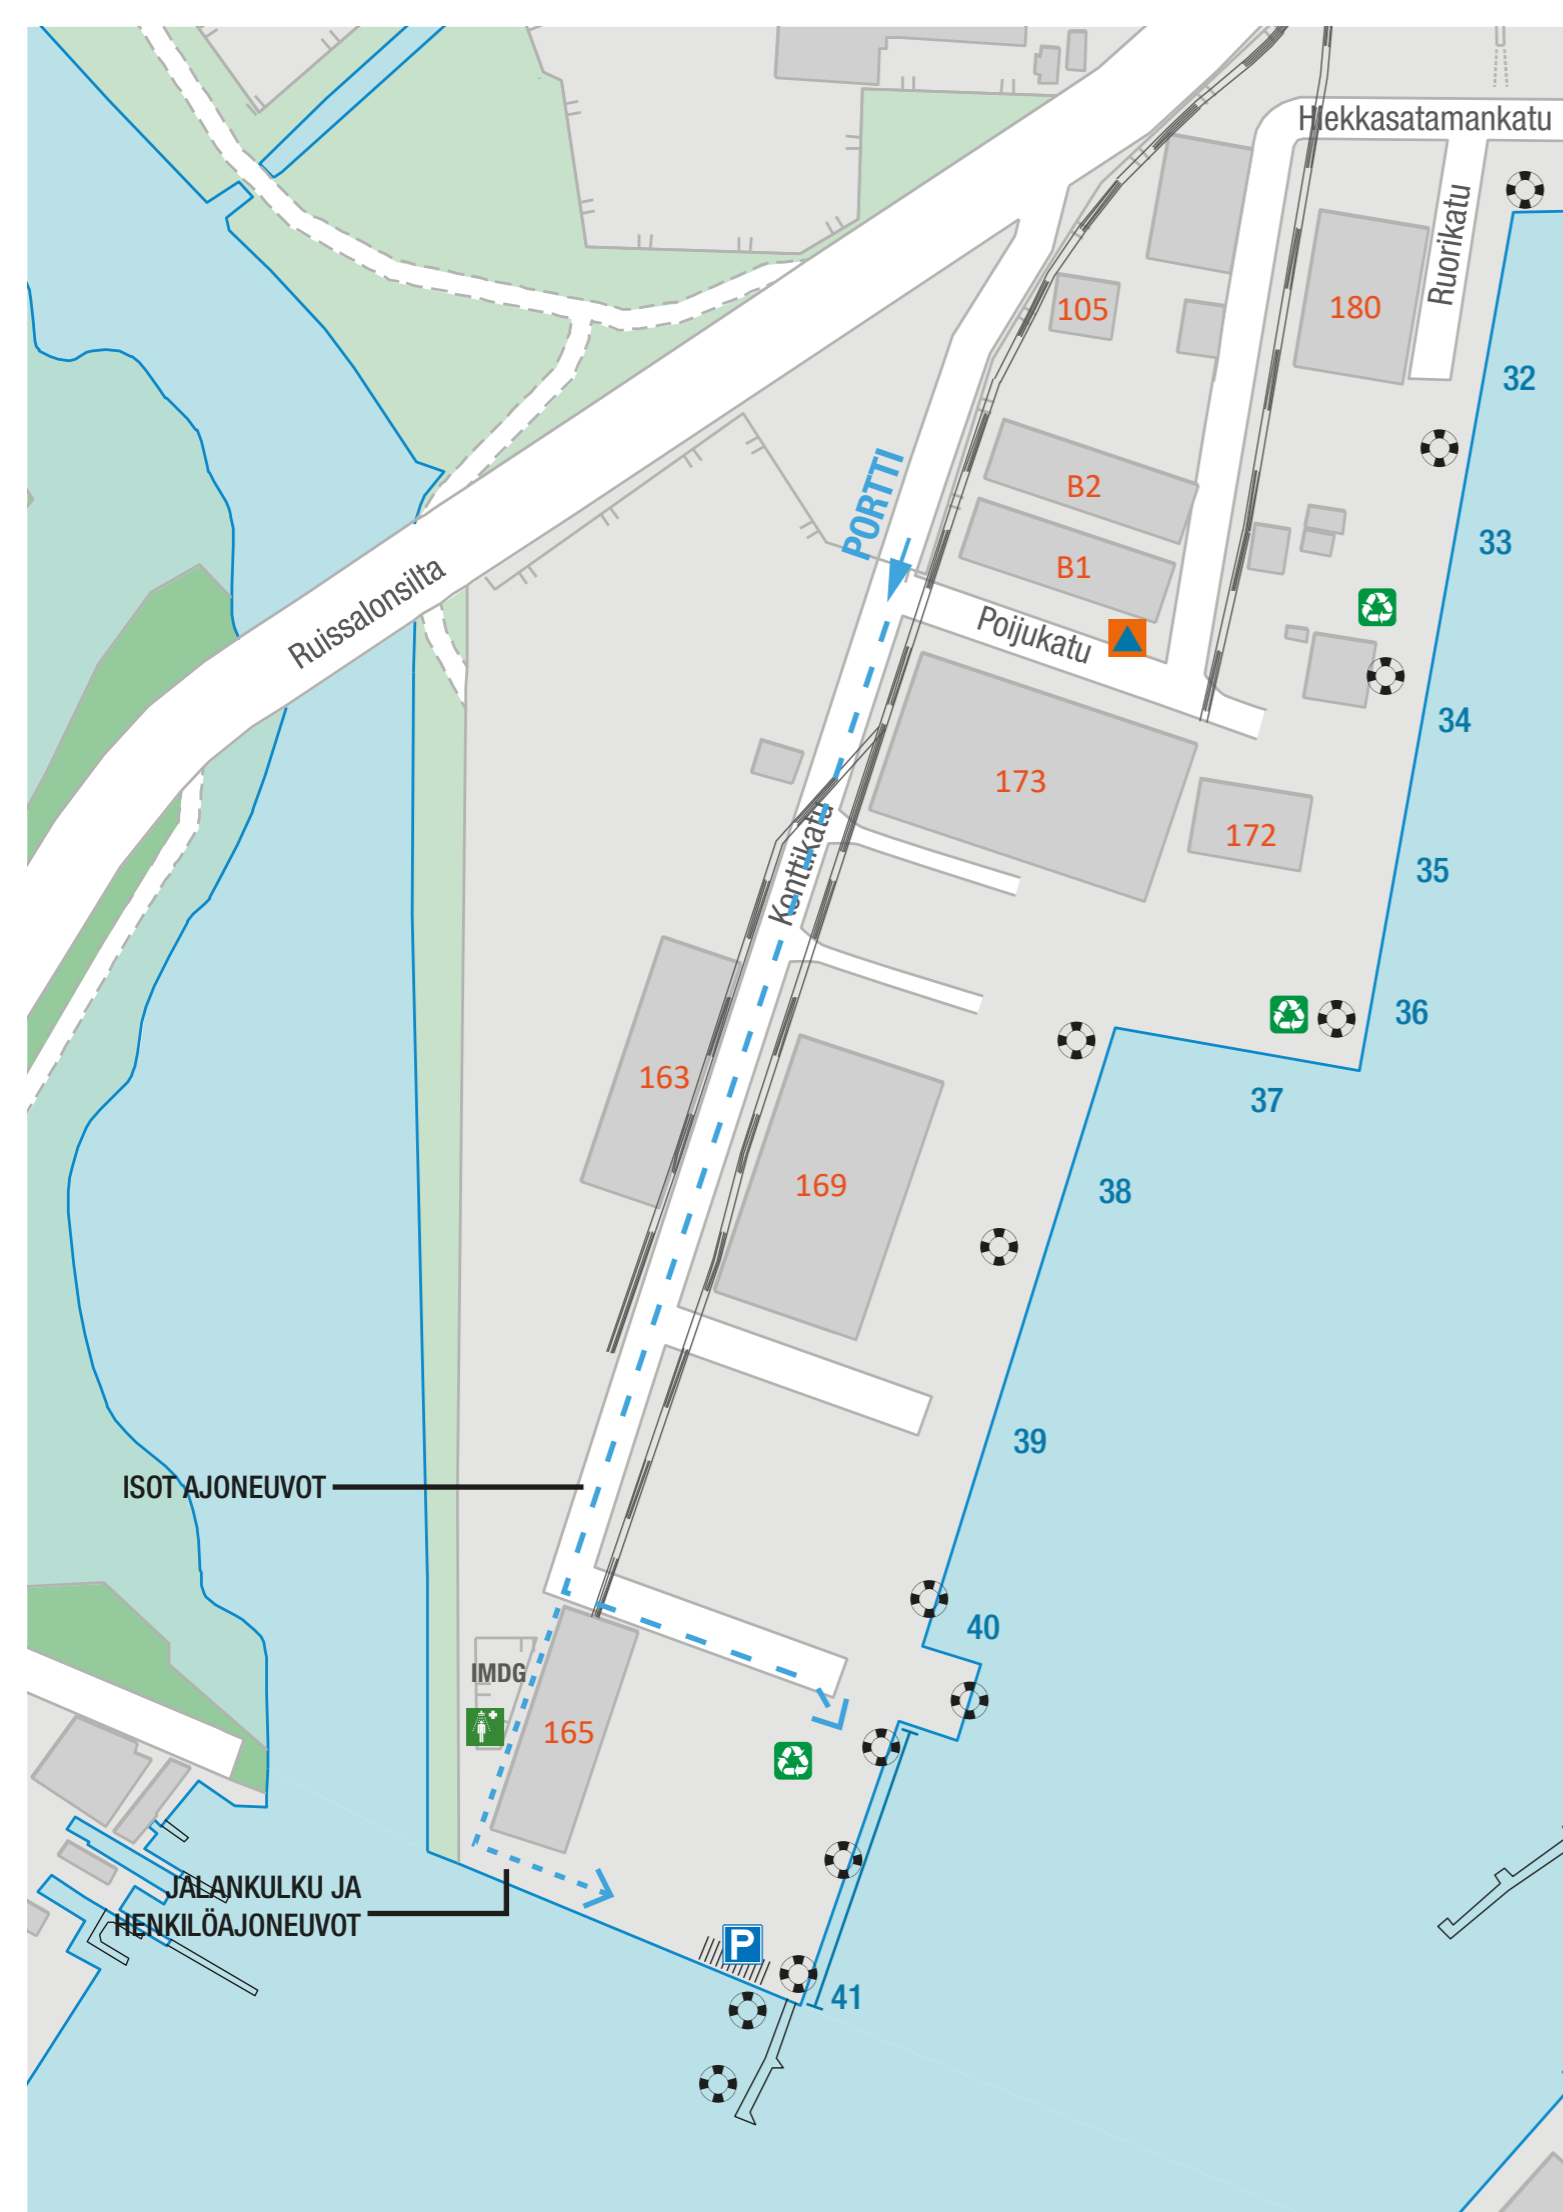 Hiekkasatamankatu
Ruorikatu
105
180
32
B2
PORTTI
33
B1
Ruissalonsilta
Poijukatu
34
173
172
Konttikatu
35
36
163
37
169
38
39
ISOT AJONEUVOT
40
IMDG
165
JALANKULKU JA
HENKILÖAJONEUVOT
P
41